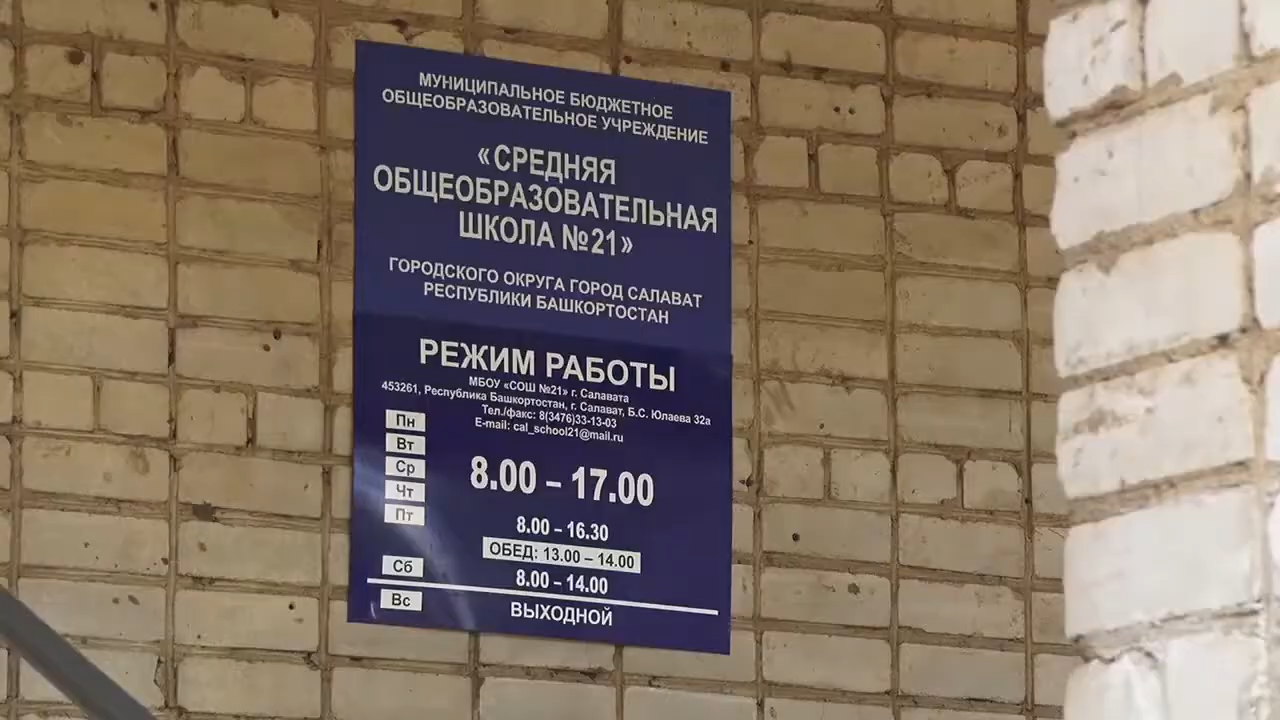 МУНИЦИПАЛЬНОЕ БЮДЖЕТНОЕ
ОБЩЕОБРАЗОВАТЕЛЬНОЕ УЧРЕЖДЕНИЕ
«СРЕДНЯЯ
ОБЩЕОБРАЗОВАТЕЛЬНАЯ
ШКОЛА №21»
ГОРОДСКОГО ОКРУГА ГОРОД САЛАВАТ
РЕСПУБЛИКИ БАШКОРТОСТАН
РЕЖИМ РАБОТЫ
МБОУ «СОШ №21» г. Салавата
453261, Республика Башкортостан, г. Салават, Б.С. Юлаева 32а
Тел./факс: 8(3476)33-13-03
E-mail: cal_school21@mail.ru
Пн
Вт
Ср
Чт
8.00 – 17.00
Пт
8.00 – 16.30
ОБЕД: 13.00 – 14.00
Сб
8.00 – 14.00
Вс
ВЫХОДНОЙ